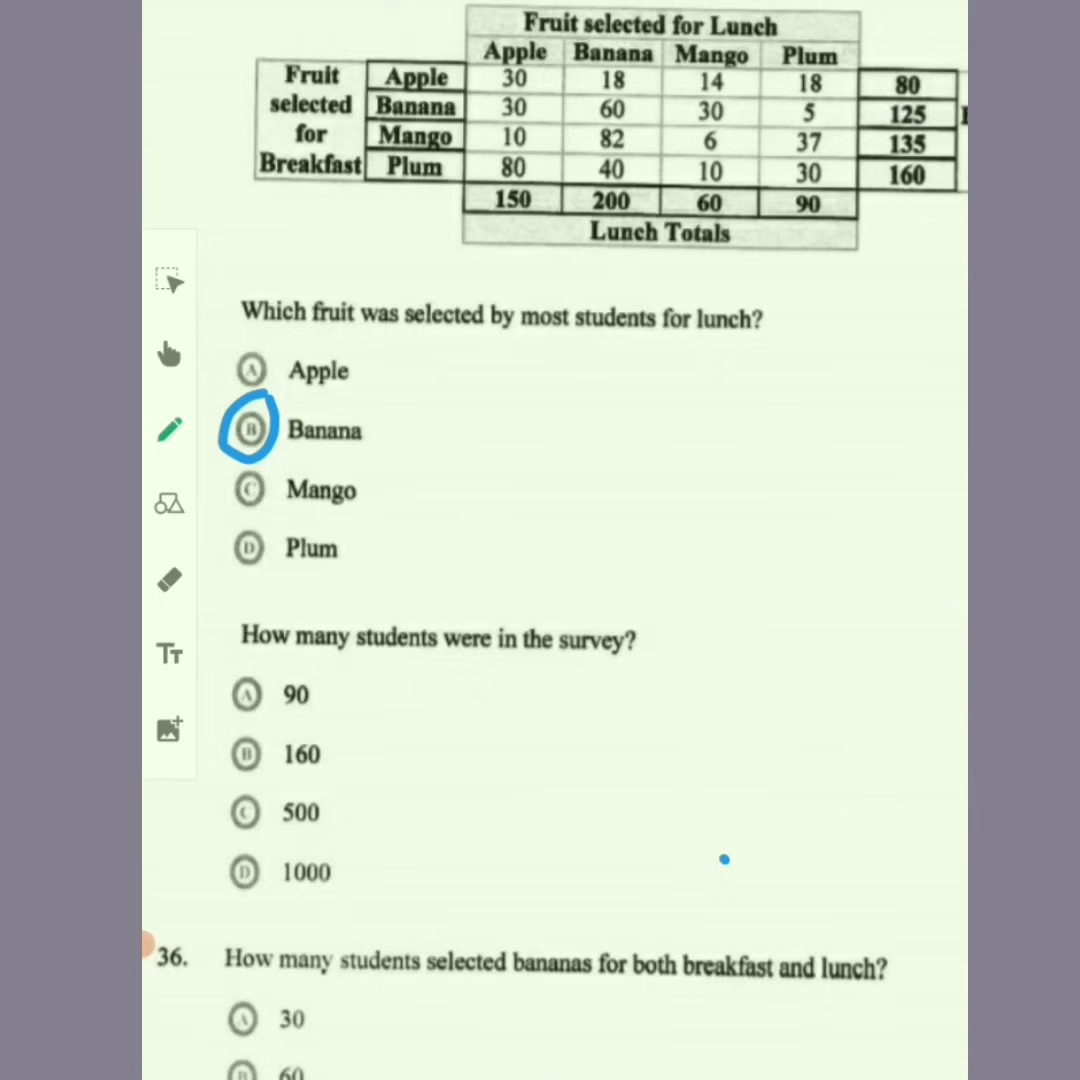 Fruit selected for Lunch
Apple Banana Mango Plum
Fruit Apple 30 18 14 18 80
selected Banana 30 60 30 5 125
for Mango 10 82 6 37 135
Breakfast Plum 80 40 10 30 160
150 200 60 90
Lunch Totals
Which fruit was selected by most students for lunch?
A Apple
B Banana
C Mango
D Plum
How many students were in the survey?
A 90
B 160
C 500
D 1000
36. How many students selected bananas for both breakfast and lunch?
A 30
B 60